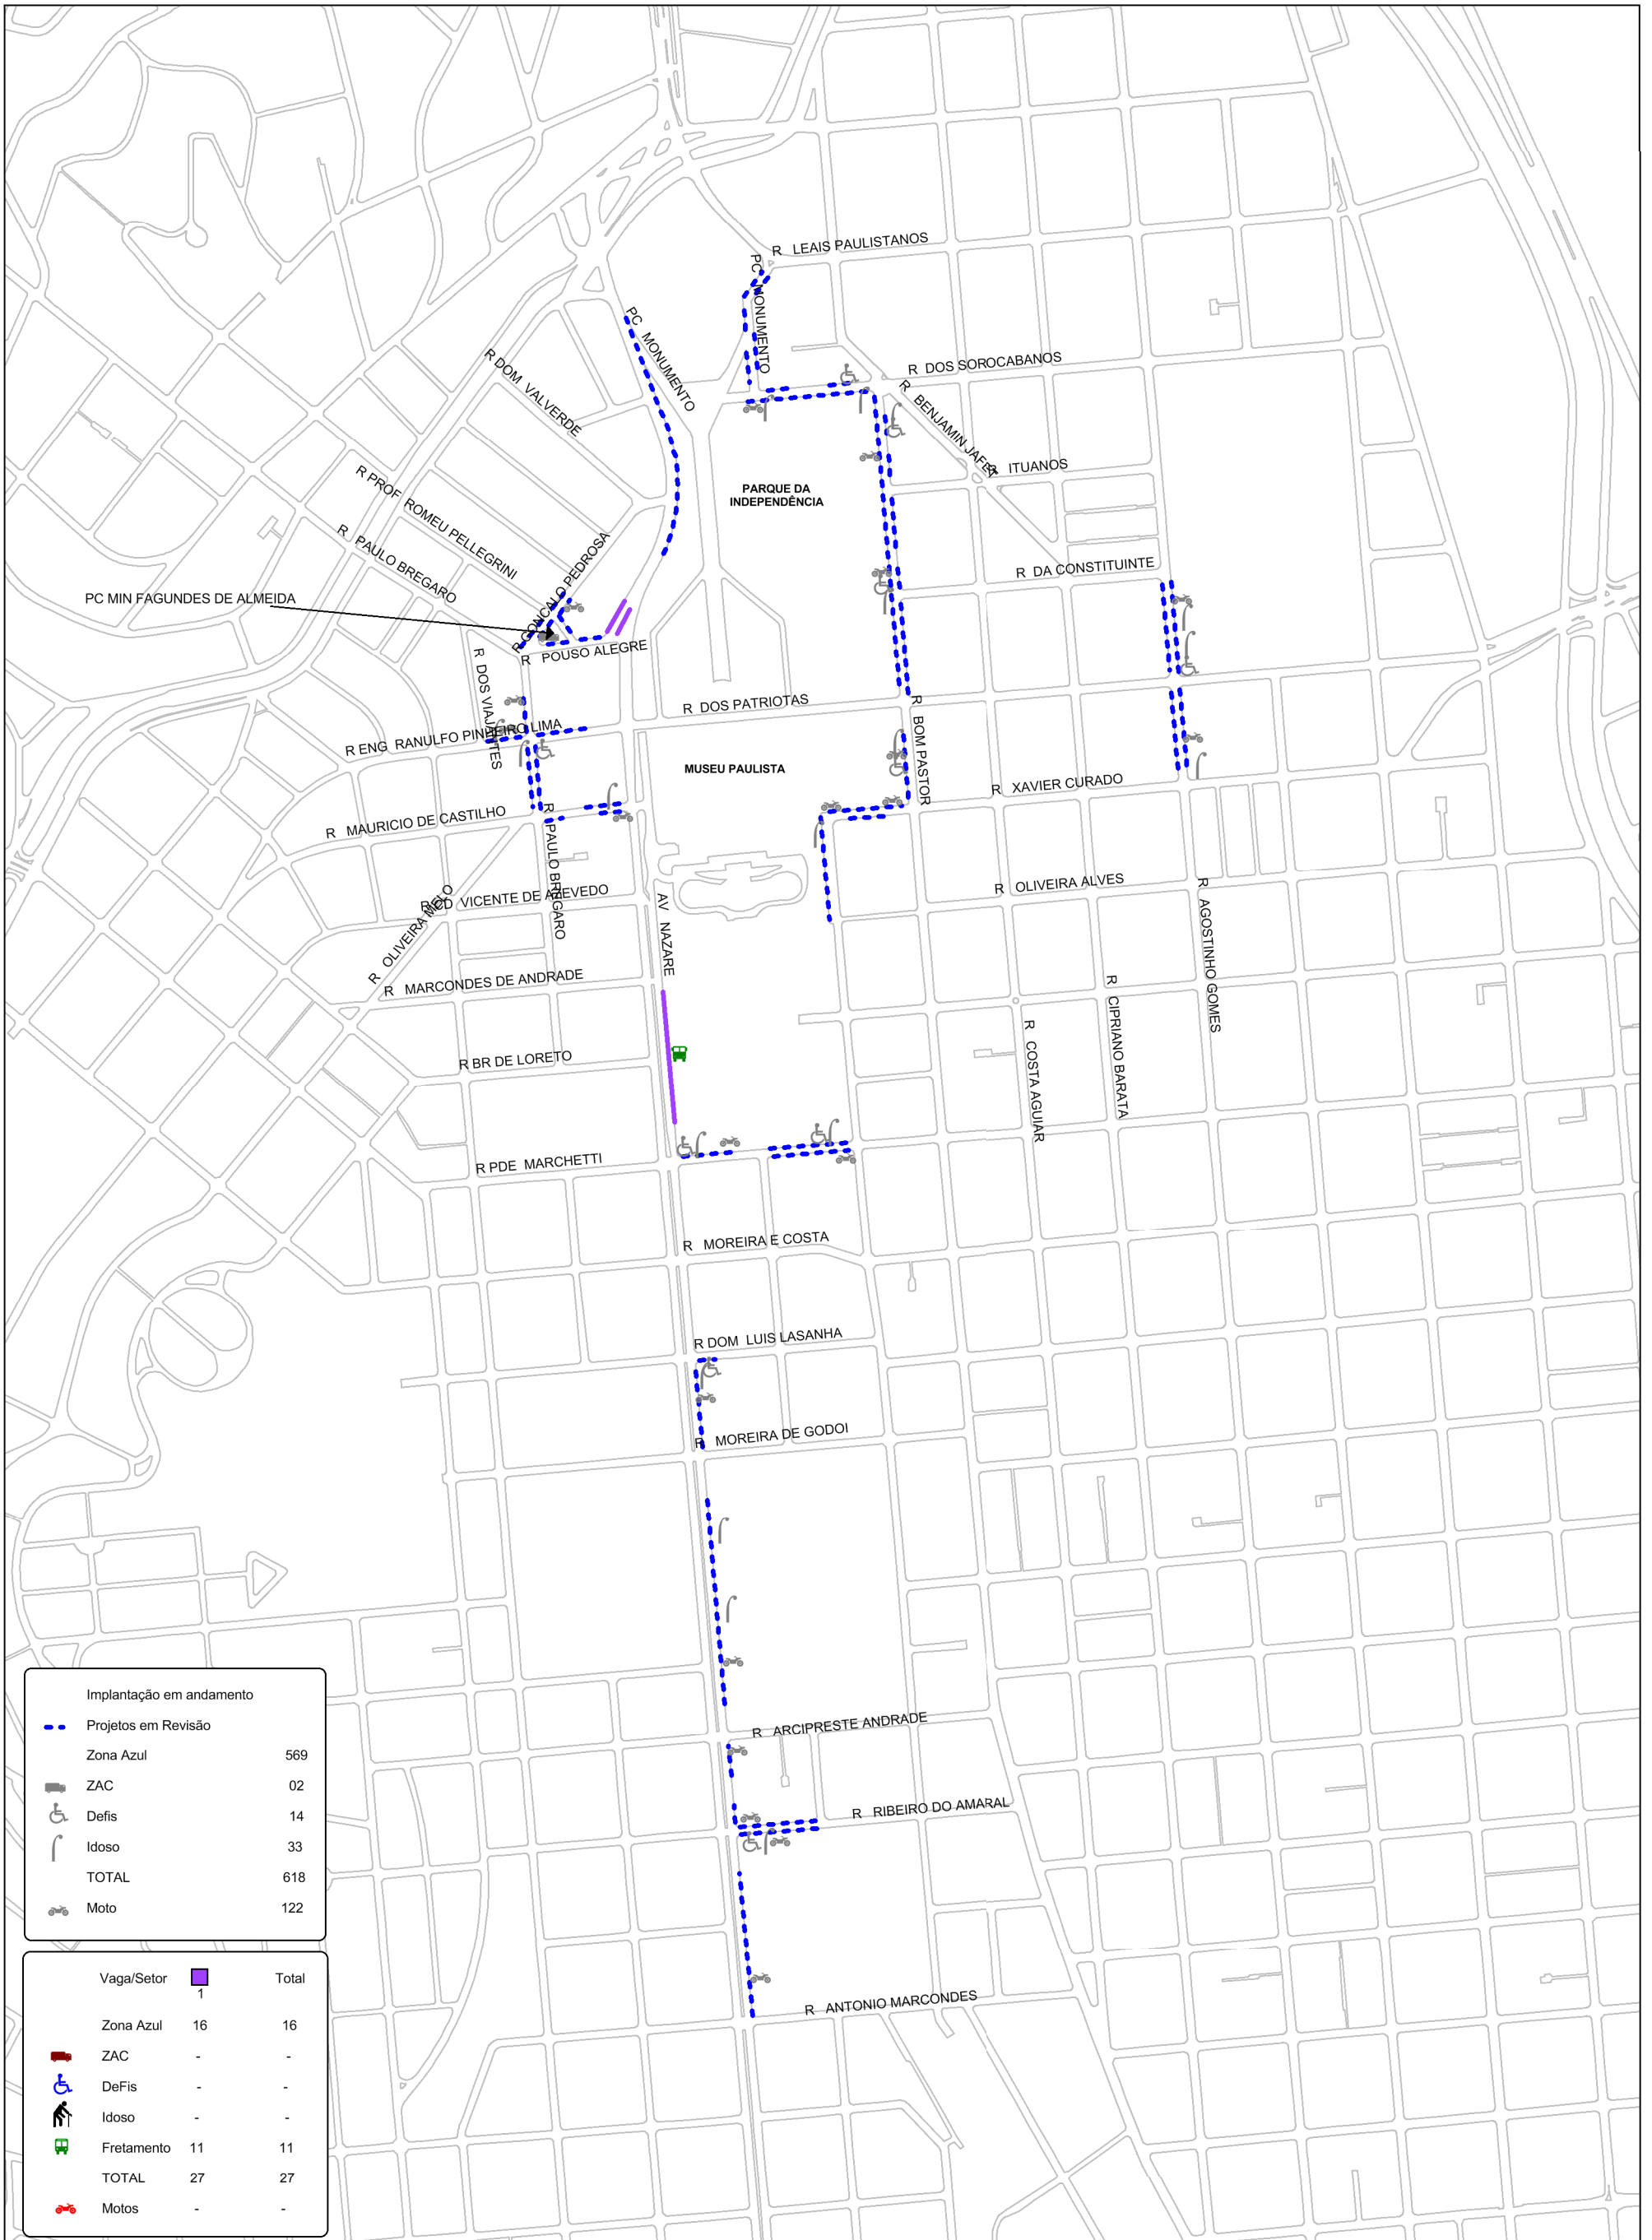 R LEAIS PAULISTANOS
PC MONUMENTO
PC MONUMENTO
R DOS SOROCABANOS
R DOM VALVERDE
R BENJAMIN JAFET
R ITUANOS
R PROF ROMEU PELLEGRINI
PARQUE DA
INDEPENDÊNCIA
R PAULO BREGARO
R GONCALO PEDROSA
R DA CONSTITUINTE
PC MIN FAGUNDES DE ALMEIDA
R POUSO ALEGRE
R DOS VIAJANTES
R DOS PATRIOTAS
R BOM PASTOR
R ENG RANULFO PINHEIRO LIMA
MUSEU PAULISTA
R XAVIER CURADO
R MAURICIO DE CASTILHO
R PAULO BREGARO
R OLIVEIRA ALVES
R CD VICENTE DE AZEVEDO
R OLIVEIRA MELO
AV NAZARE
R AGOSTINHO GOMES
R MARCONDES DE ANDRADE
R CIPRIANO BARATA
R COSTA AGUIAR
R BR DE LORETO
R PDE MARCHETTI
R MOREIRA E COSTA
R DOM LUIS LASANHA
R MOREIRA DE GODOI
R ARCIPRESTE ANDRADE
R RIBEIRO DO AMARAL
R ANTONIO MARCONDES
Implantação em andamento
Projetos em Revisão
Zona Azul 569
ZAC 02
Defis 14
Idoso 33
TOTAL 618
Moto 122
Vaga/Setor Total
1
Zona Azul 16 16
ZAC - -
DeFis - -
Idoso - -
Fretamento 11 11
TOTAL 27 27
Motos - -